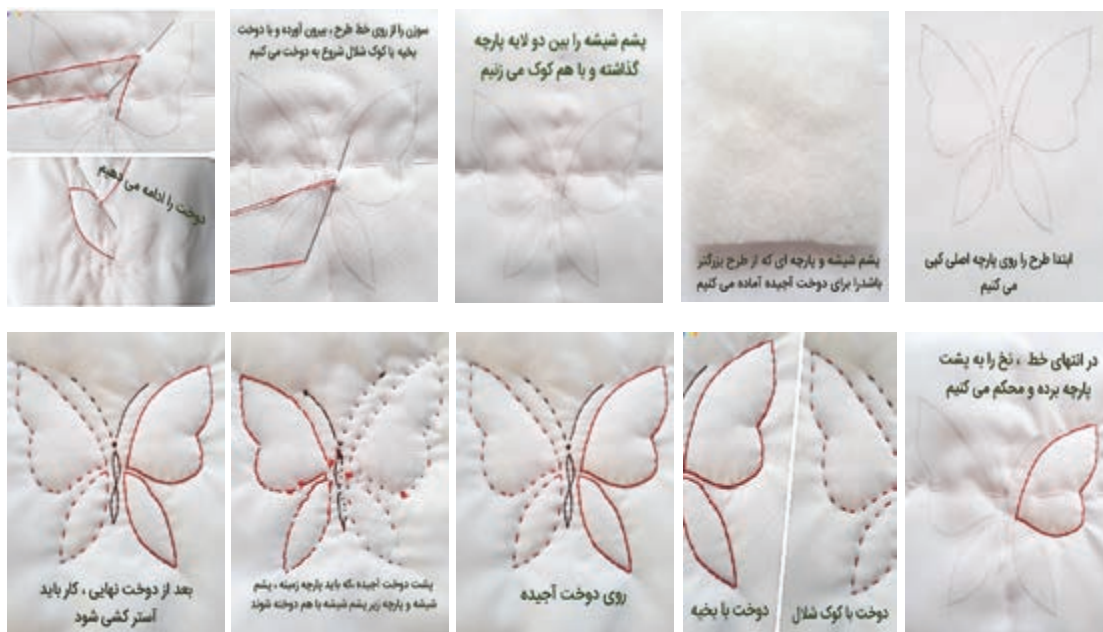 ابتدا طرح را روی پارچه اصلی کپی
می کنیم
پشم شیشه و پارچه ای که از طرح بزرگتر
باشدرا برای دوخت آجیده آماده می کنیم
پشم شیشه را بین دو لایه پارچه
گذاشته و با هم کوک می زنیم
سوزن را از روی خط طرح ، بیرون آورده و با دوخت
بخیه یا کوک شلال شروع به دوخت می کنیم
دوخت را ادامه می دهیم
در انتهای خط ، نخ را به پشت
پارچه برده و محکم می کنیم
دوخت با کوک شلال
دوخت با بخیه
روی دوخت آجیده
پشت دوخت آجیده ،که باید پارچه زمینه ، پشم
شیشه و پارچه زیر پشم شیشه با هم دوخته شوند
بعد از دوخت نهایی ، کار باید
آستر کشی شود